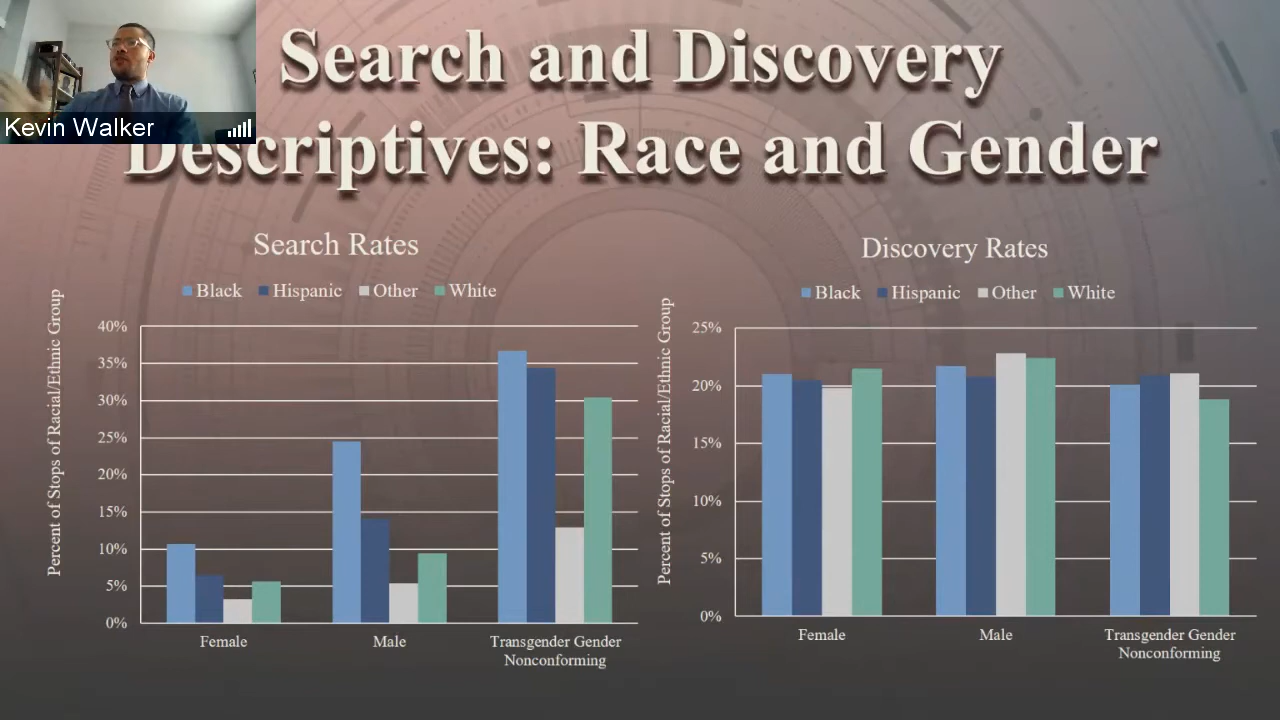 Search and Discovery
Descriptives: Race and Gender
Kevin Walker
Search Rates
Black Hispanic Other White
Percent of Stops of Racial/Ethnic Group
40%
35%
30%
25%
20%
15%
10%
5%
0%
Female Male Transgender Gender
Nonconforming
Discovery Rates
Black Hispanic Other White
Percent of Stops of Racial/Ethnic Group
25%
20%
15%
10%
5%
0%
Female Male Transgender Gender
Nonconforming